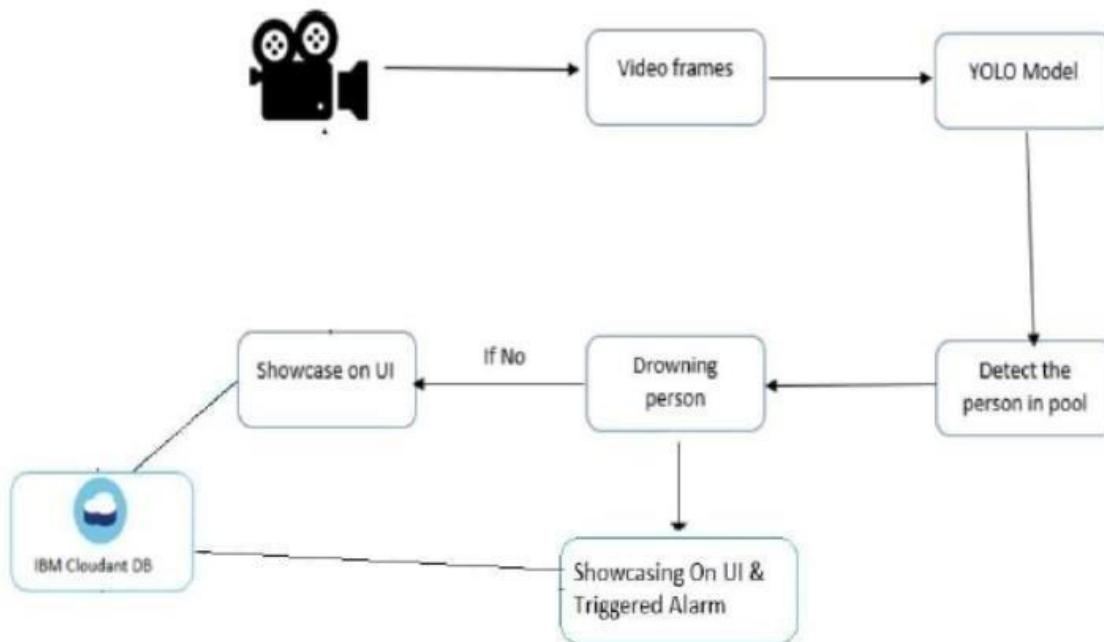 Video frames
YOLO Model
Detect the
person in pool
Drowning
person
If No
Showcase on UI
IBM Cloudant DB
Showcasing On UI &
Triggered Alarm